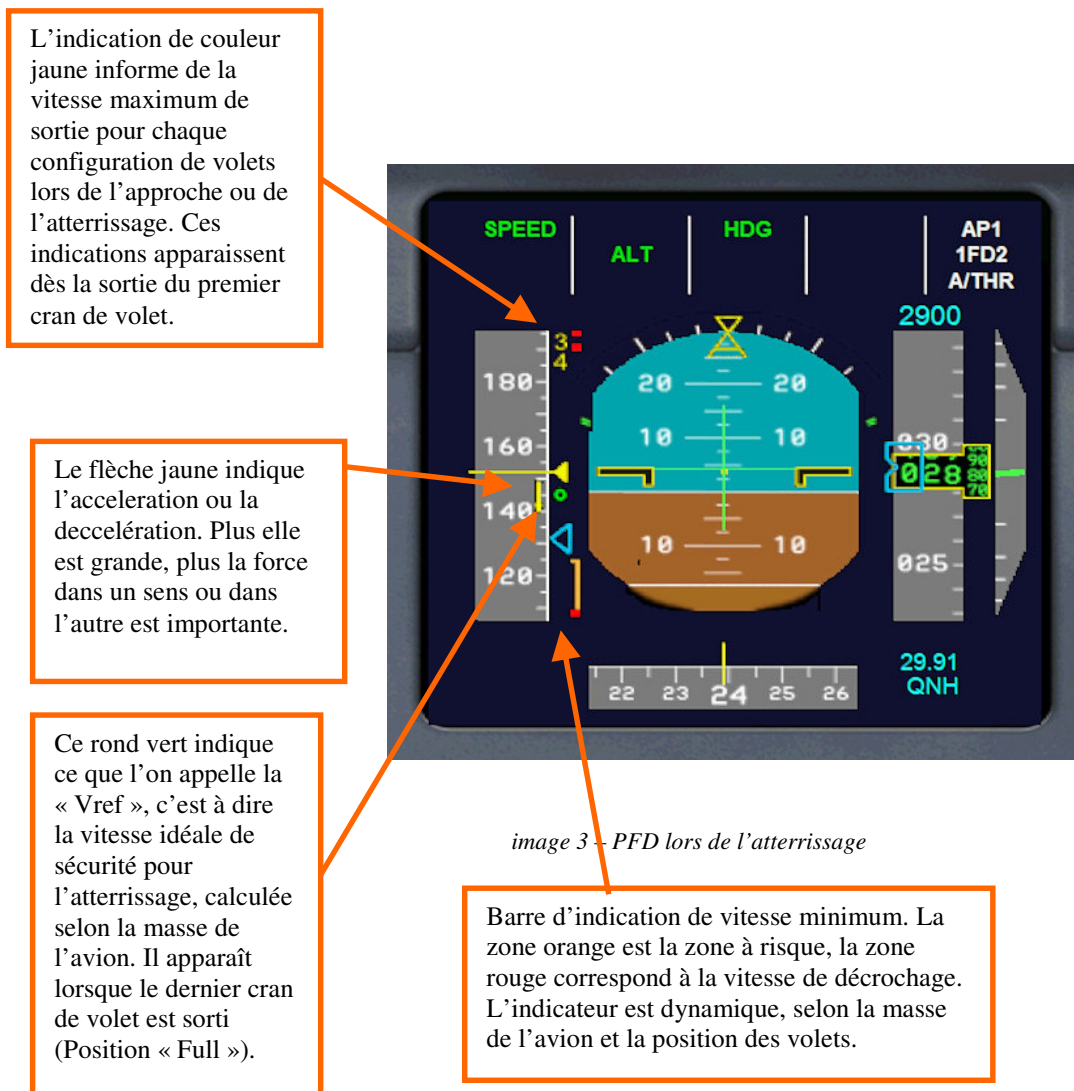 L'indication de couleur
jaune informe de la
vitesse maximum de
sortie pour chaque
configuration de volets
lors de l'approche ou de
l'atterrissage. Ces
indications apparaissent
dès la sortie du premier
cran de volet.
Le flèche jaune indique
l'acceleration ou la
deccelération. Plus elle
est grande, plus la force
dans un sens ou dans
l'autre est importante.
Ce rond vert indique
ce que l'on appelle la
« Vref », c'est à dire
la vitesse idéale de
sécurité pour
l'atterrissage, calculée
selon la masse de
l'avion. Il apparaît
lorsque le dernier cran
de volet est sorti
(Position « Full »).
SPEED HDG AP1
ALT 1FD2
A/THR
2900
3
4
180
160
140
120
20 20
10 10
10 10
030
028
90
80
70
025
22 23 24 25 26
29.91
QNH
image 3 – PFD lors de l'atterrissage
Barre d'indication de vitesse minimum. La
zone orange est la zone à risque, la zone
rouge correspond à la vitesse de décrochage.
L'indicateur est dynamique, selon la masse
de l'avion et la position des volets.